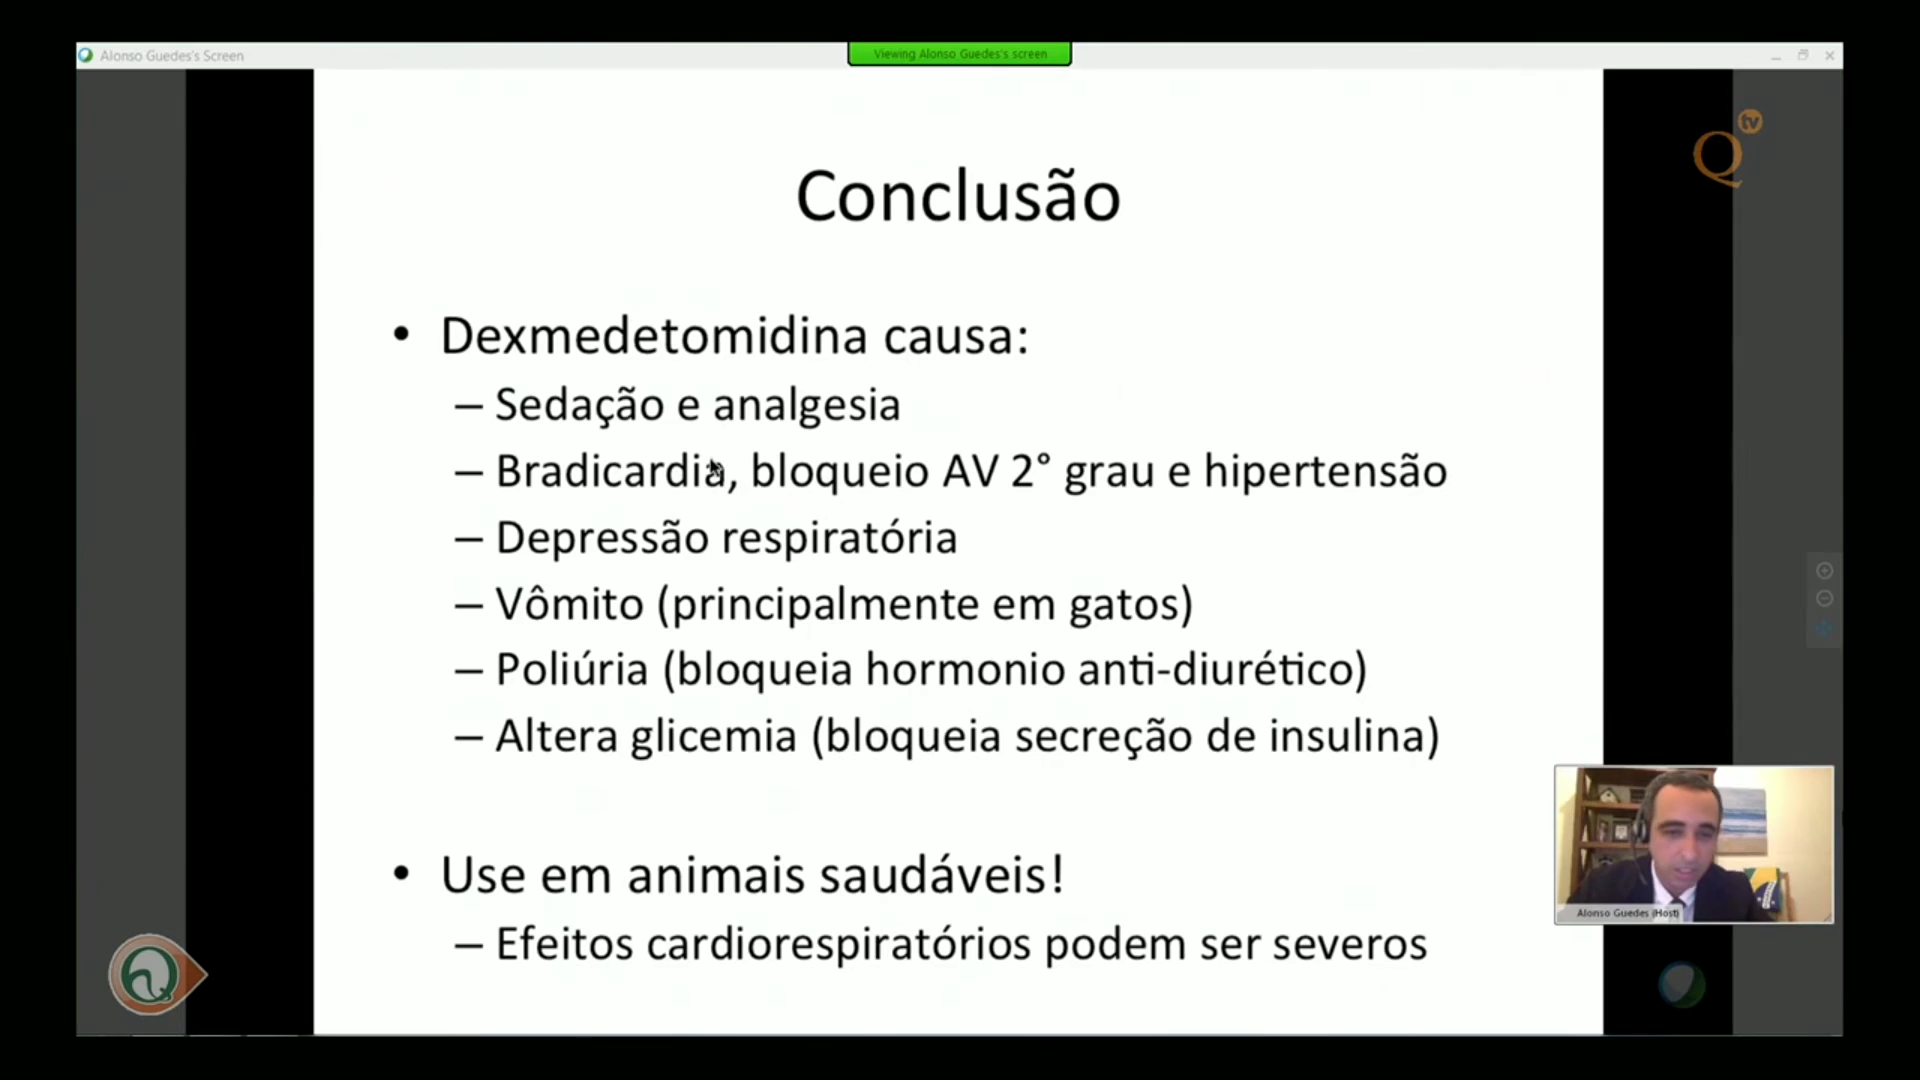 Alonso Guedes's Screen
Viewing Alonso Guedes's screen
Q tv
Conclusão
• Dexmedetomidina causa:
– Sedação e analgesia
– Bradicardia, bloqueio AV 2° grau e hipertensão
– Depressão respiratória
– Vômito (principalmente em gatos)
– Poliúria (bloqueia hormonio anti-diurético)
– Altera glicemia (bloqueia secreção de insulina)
• Use em animais saudáveis!
– Efeitos cardiorespiratórios podem ser severos
Alonso Guedes (Host)